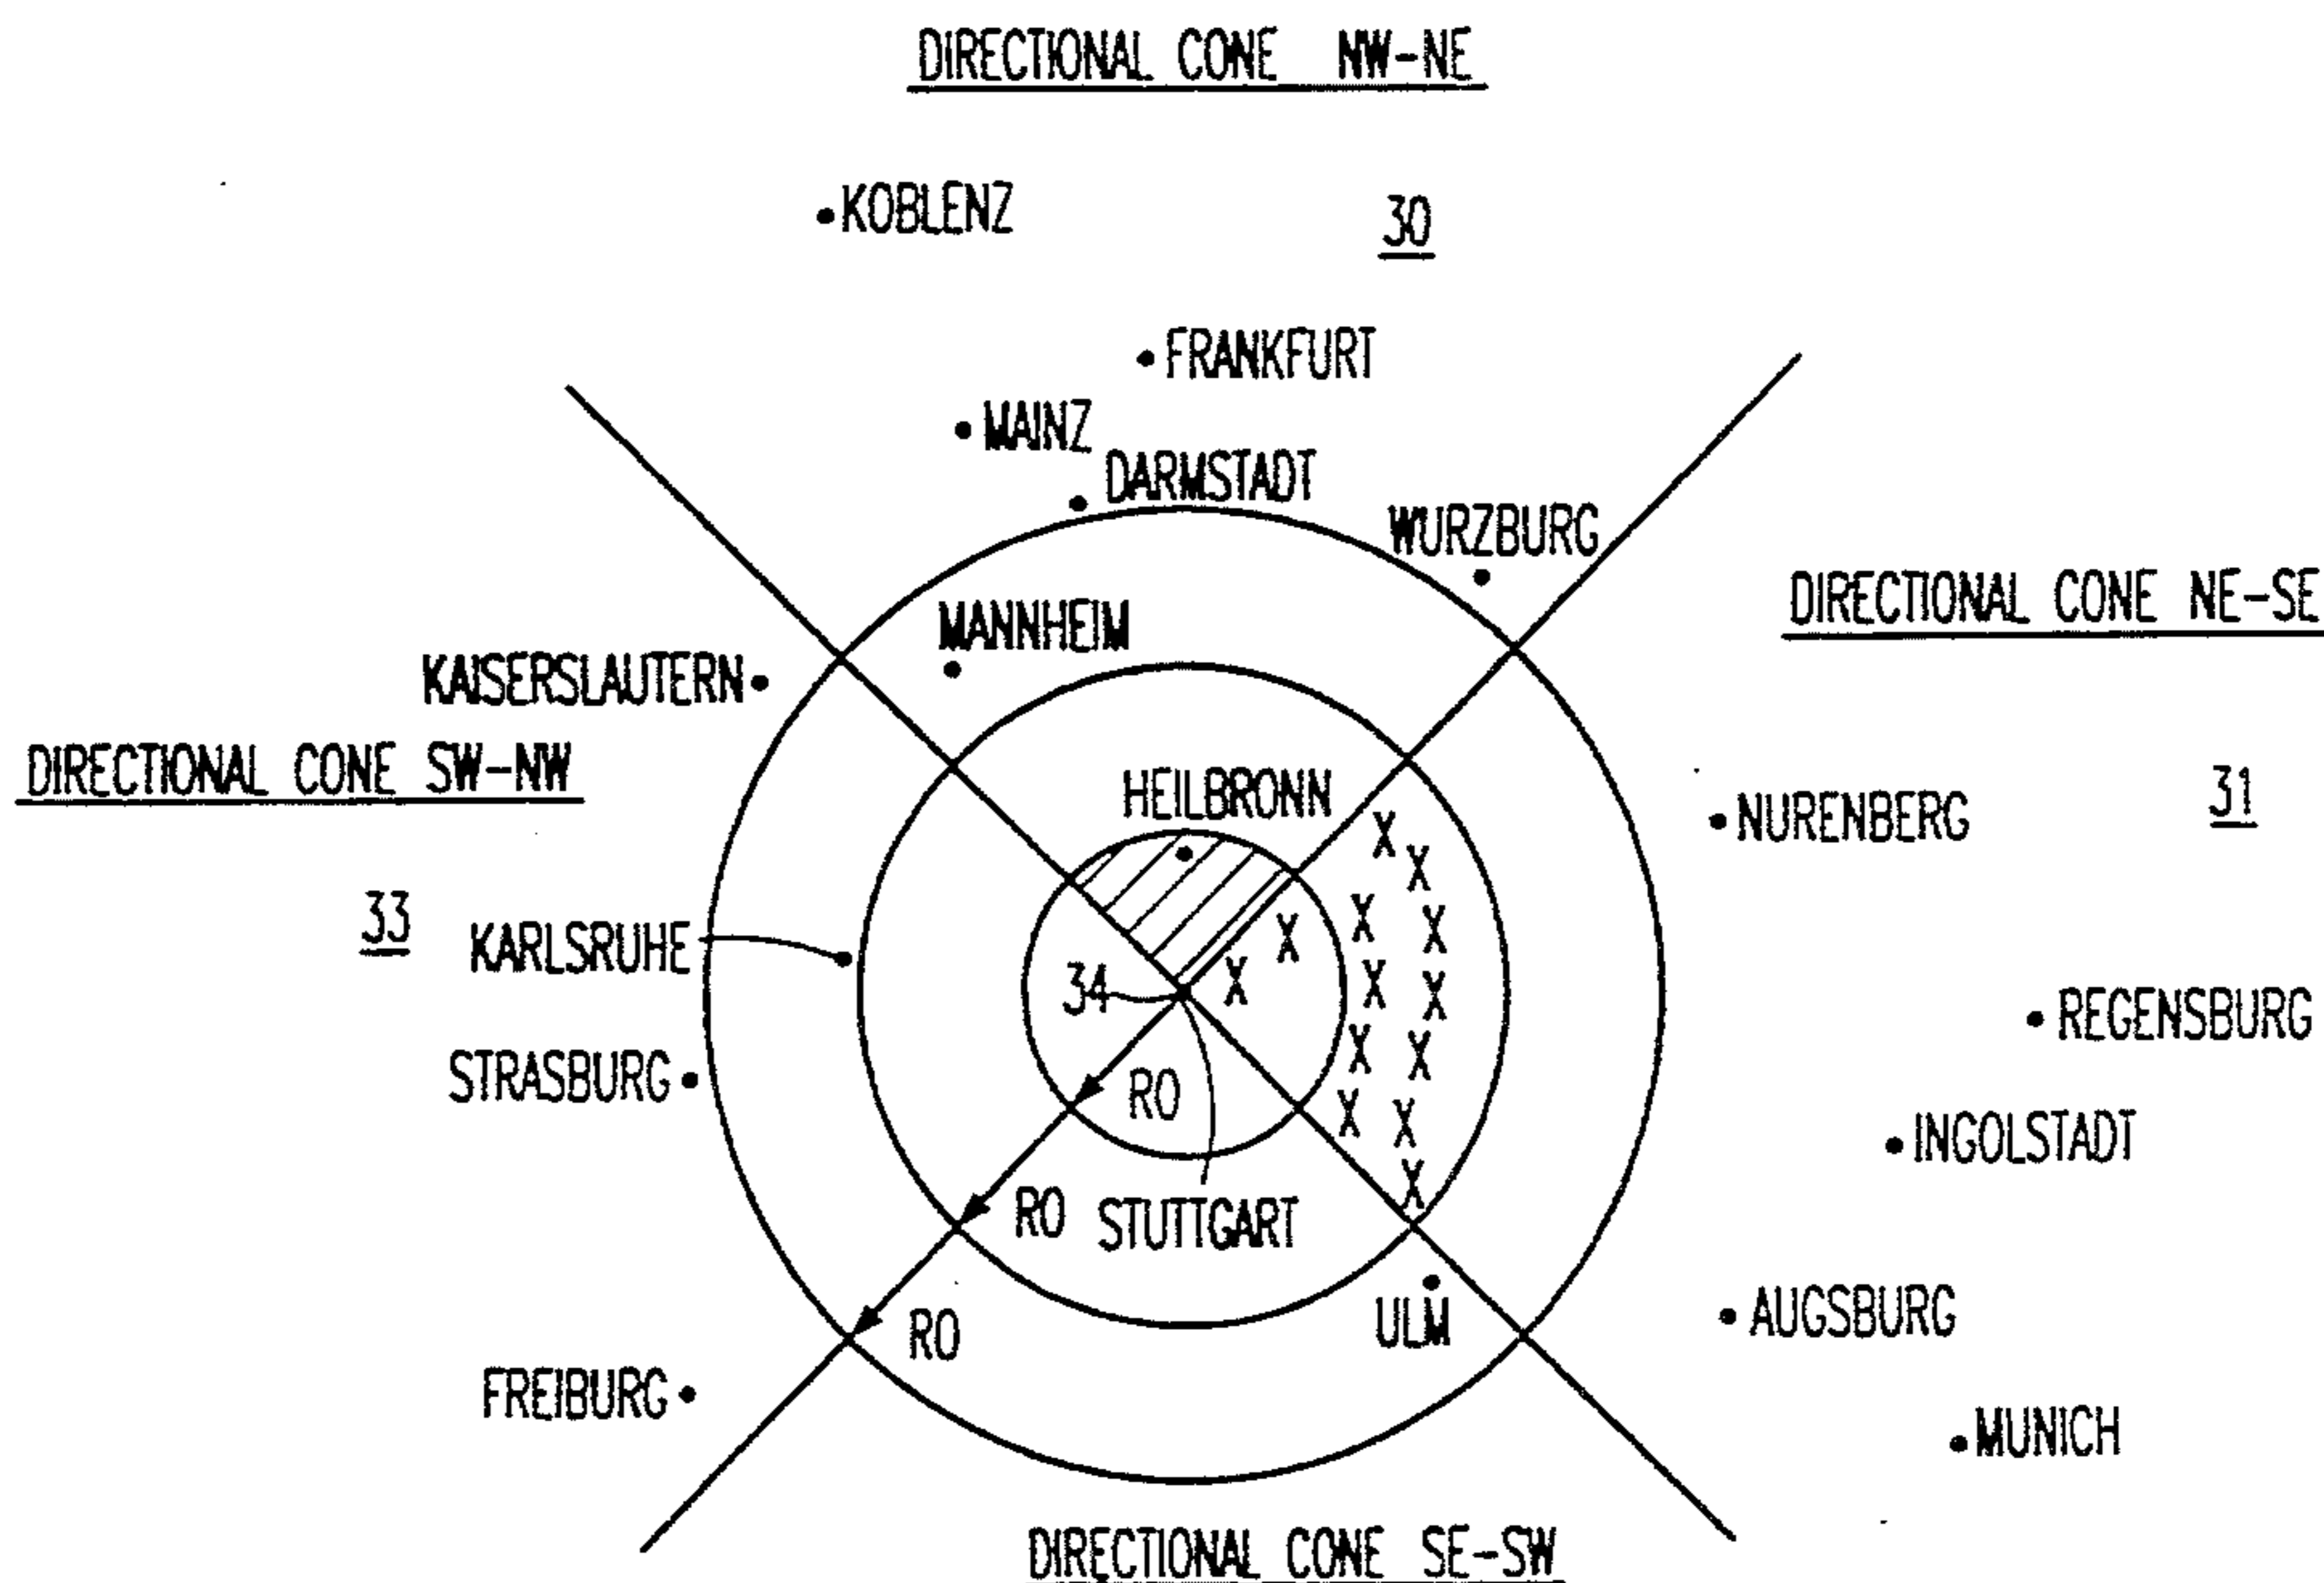 DIRECTIONAL CONE NW-NE
KOBLENZ
30
FRANKFURT
MAINZ
DARMSTADT
WURZBURG
DIRECTIONAL CONE NE-SE
MANNHEIM
KAISERSLAUTERN
DIRECTIONAL CONE SW-NW
HEILBRONN
NURENBERG
31
X
X
33
KARLSRUHE
X
X
X
X
34
X
X
REGENSBURG
STRASBURG
X
X
RO
X
X
INGOLSTADT
RO
STUTTGART
X
ULM
AUGSBURG
RO
FREIBURG
MUNICH
DIRECTIONAL CONE SE-SW